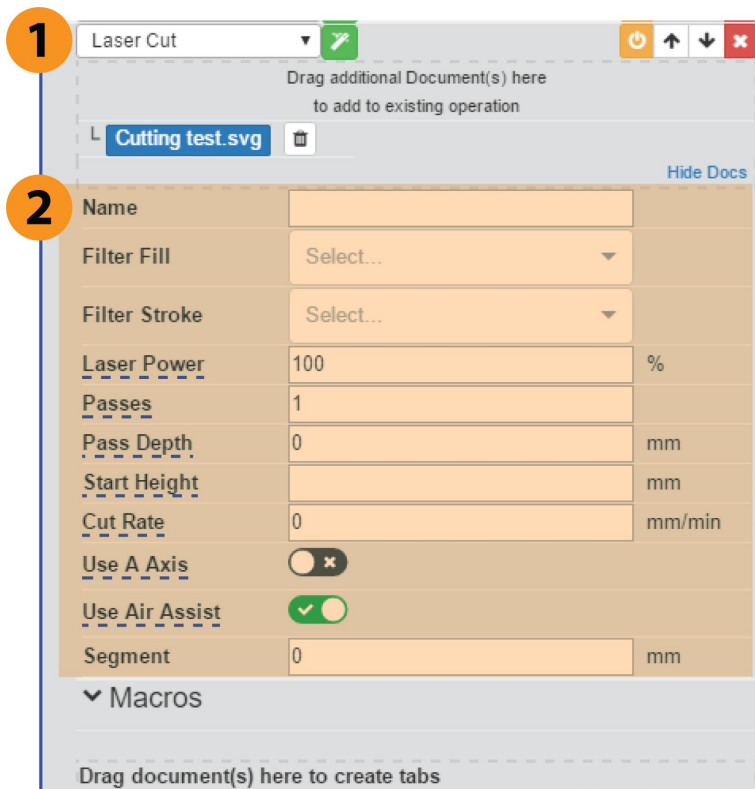 1
Laser Cut
Drag additional Document(s) here
to add to existing operation
Cutting test.svg
Hide Docs
2
Name
Filter Fill Select...
Filter Stroke Select...
Laser Power 100 %
Passes 1
Pass Depth 0 mm
Start Height mm
Cut Rate 0 mm/min
Use A Axis
Use Air Assist
Segment 0 mm
Macros
Drag document(s) here to create tabs